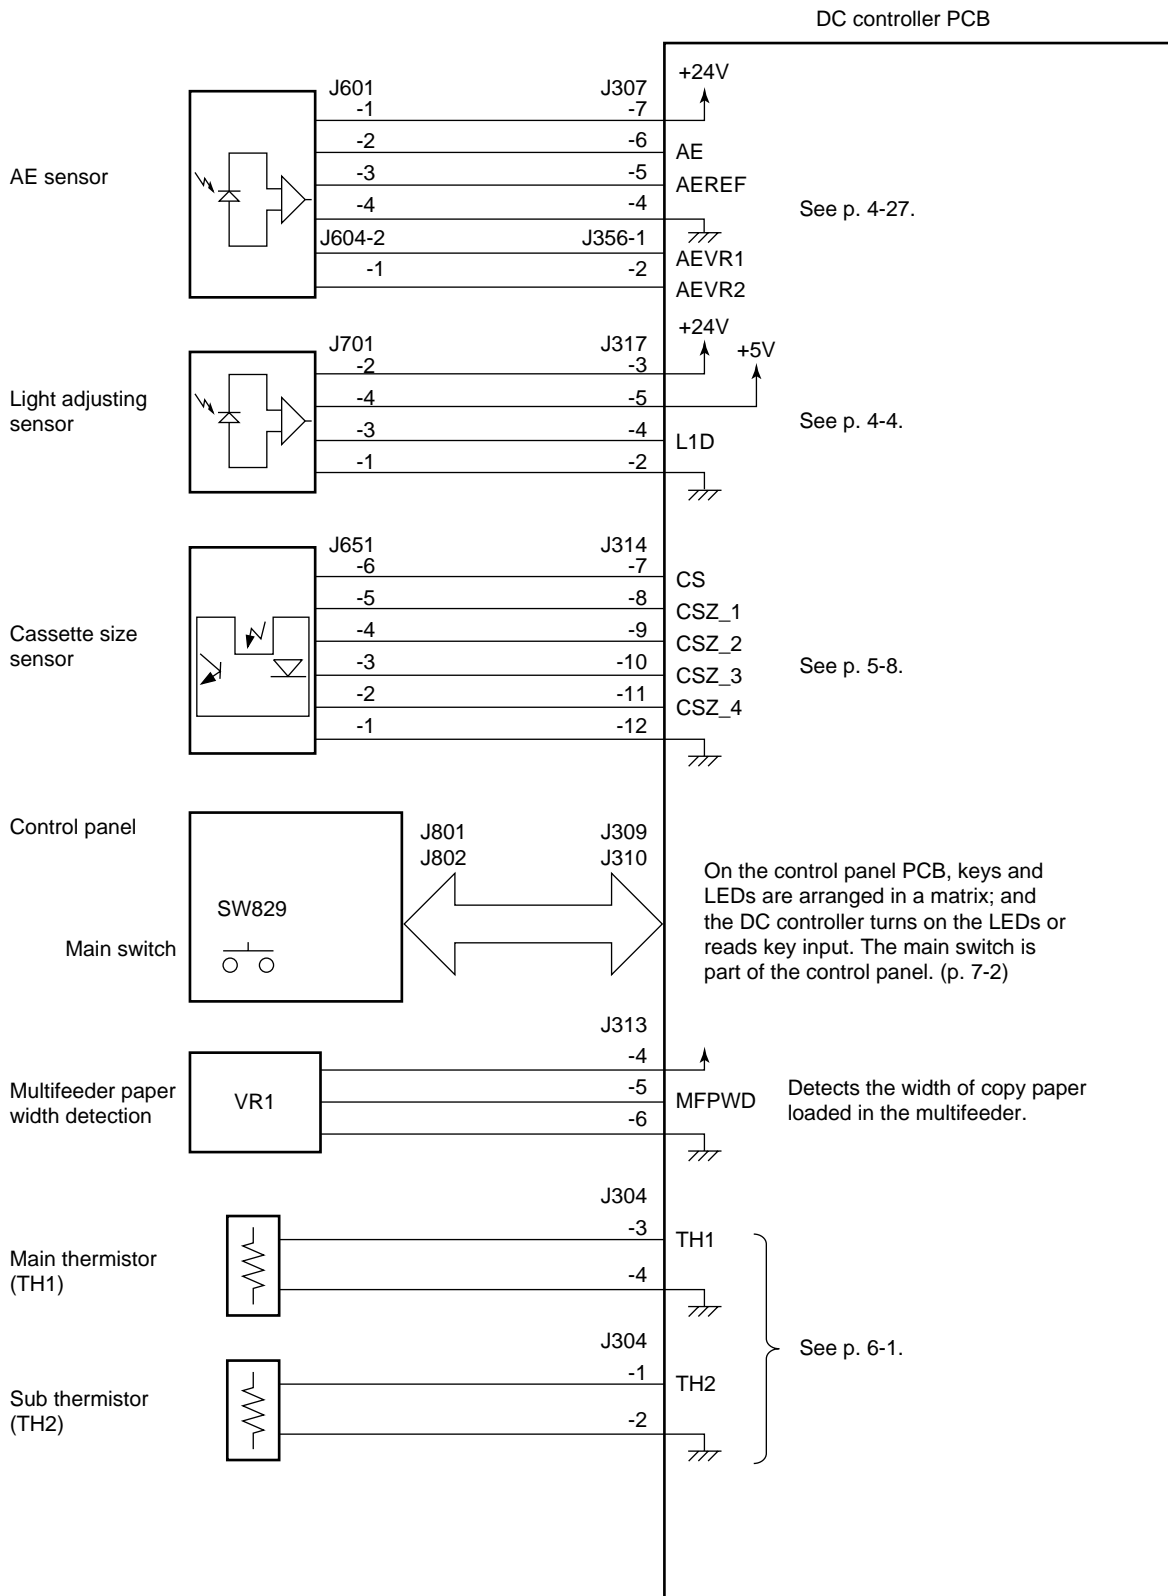 DC controller PCB
+24V
J601 J307
-1 -7
-2 -6 AE
AE sensor
-3 -5 AEREF
-4 -4
See p. 4-27.
J604-2 J356-1
AEVR1
-1 -2
AEVR2
+24V
+5V
J701 J317
-2 -3
Light adjusting
sensor
-4 -5
See p. 4-4.
-3 -4 L1D
-1 -2
J651 J314
-6 -7 CS
-5 -8 CSZ_1
-4 -9 CSZ_2
Cassette size
sensor
-3 -10 CSZ_3
See p. 5-8.
-2 -11 CSZ_4
-1 -12
Control panel
J801 J309
J802 J310
SW829
Main switch
On the control panel PCB, keys and
LEDs are arranged in a matrix; and
the DC controller turns on the LEDs or
reads key input. The main switch is
part of the control panel. (p. 7-2)
J313
-4
Multifeeder paper
width detection
VR1
-5 MFPWD
-6
Detects the width of copy paper
loaded in the multifeeder.
J304
-3 TH1
Main thermistor
(TH1)
-4
See p. 6-1.
J304
-1 TH2
Sub thermistor
(TH2)
-2